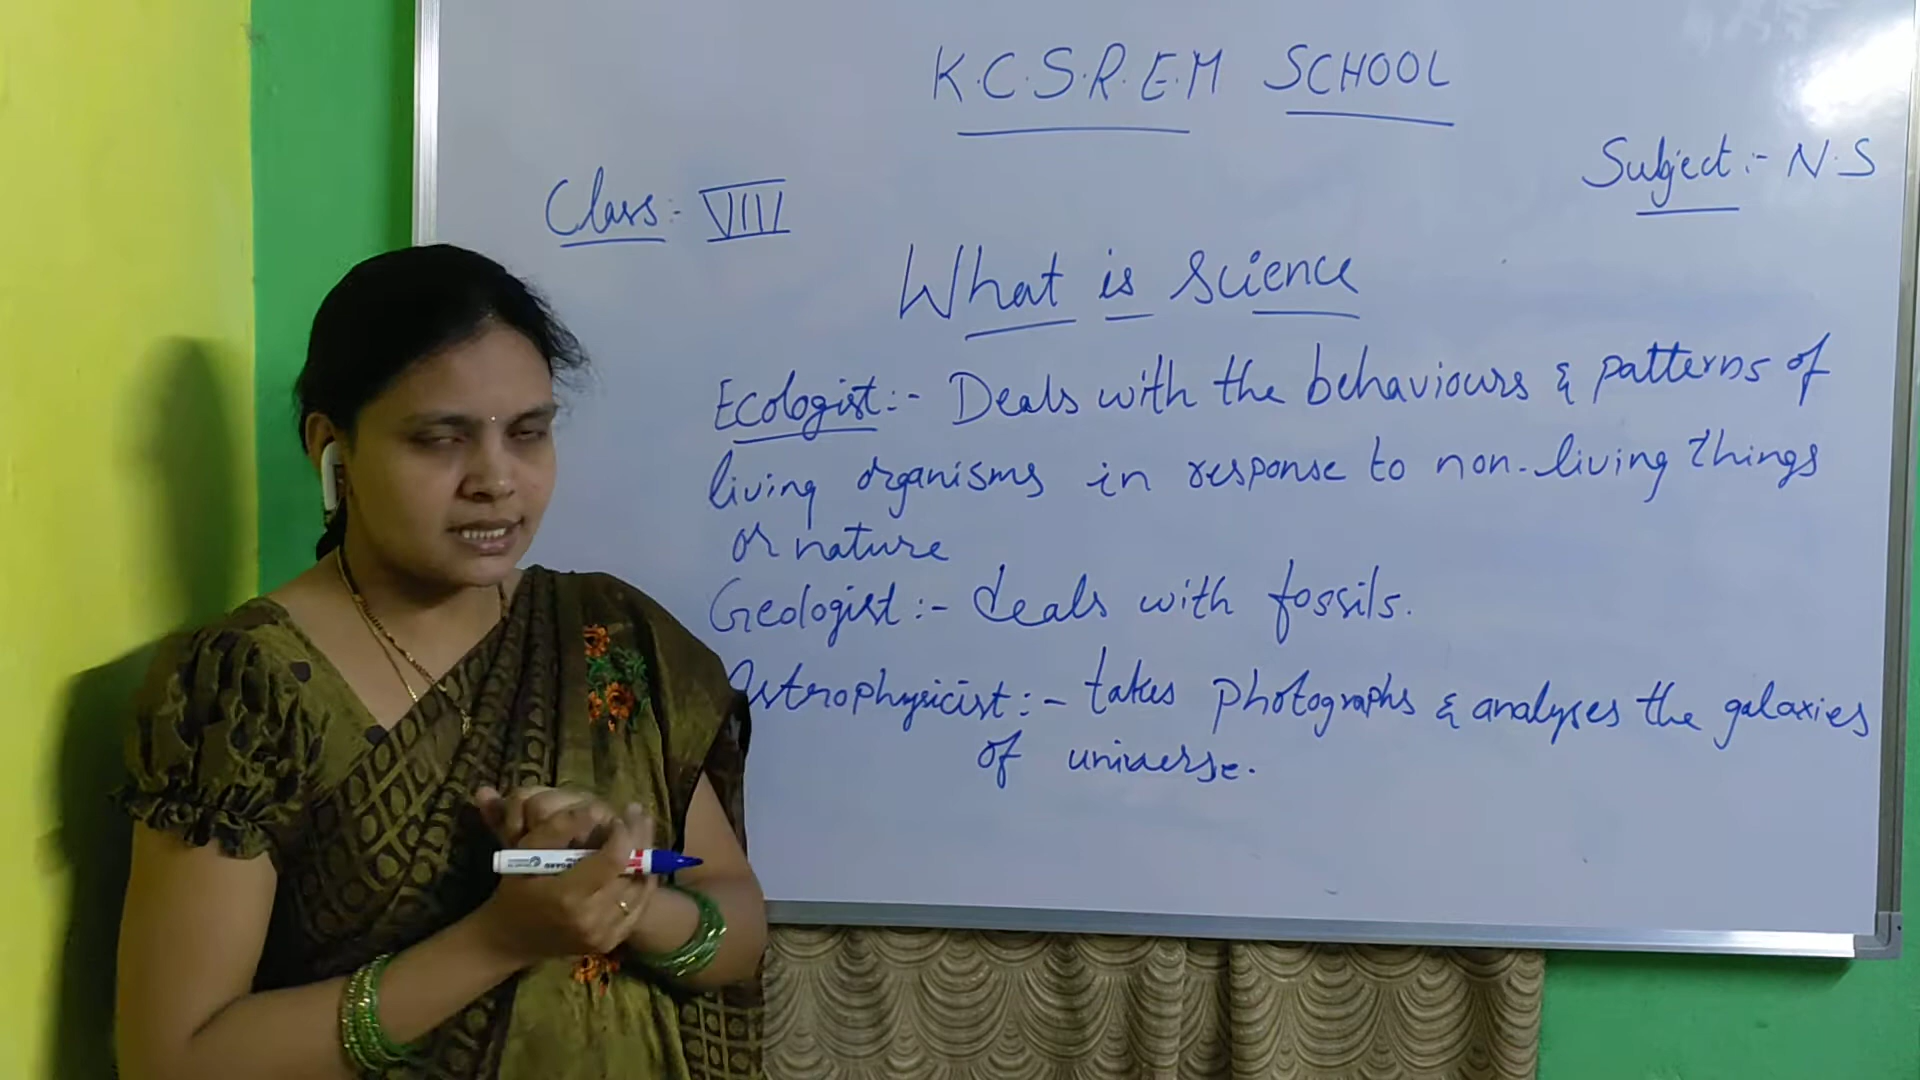 K.C.S.R.E.M SCHOOL
Subject:- N.S
Class:- VIII
What is science
Ecologist:- Deals with the behaviours & patterns of
living organisms in response to non-living things
or nature
Geologist:- deals with fossils.
Astrophysicist:- takes photographs & analyses the galaxies
of universe.